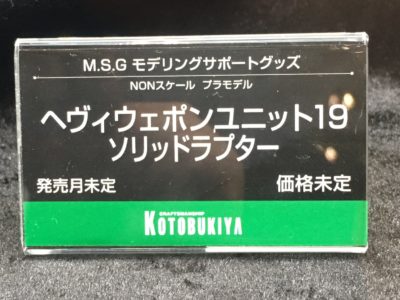 M.S.G モデリングサポートグッズ
NONスケール プラモデル
ヘヴィウェポンユニット19
ソリッドラプター
発売月未定 価格未定
CRAFTSMANSHIP
KOTOBUKIYA